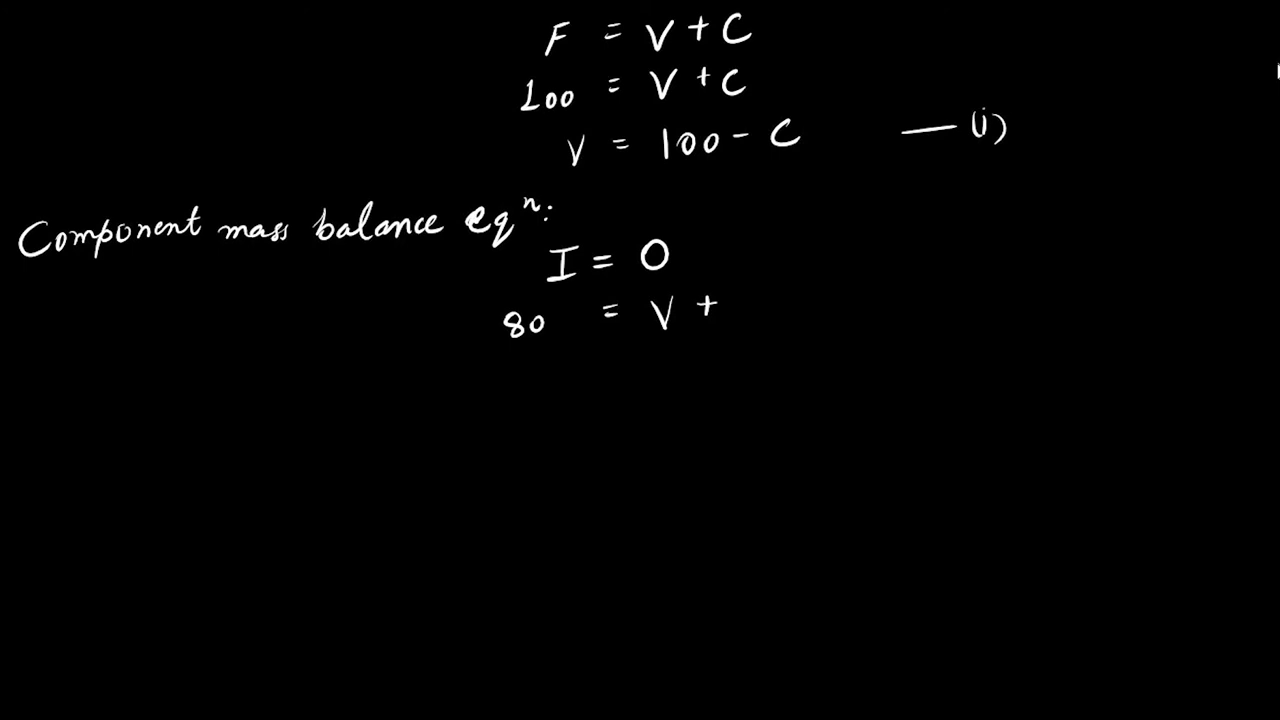 F = V + C
100 = V + C
V = 100 - C — (i)
Component mass balance eqⁿ:
I = O
80 = V +